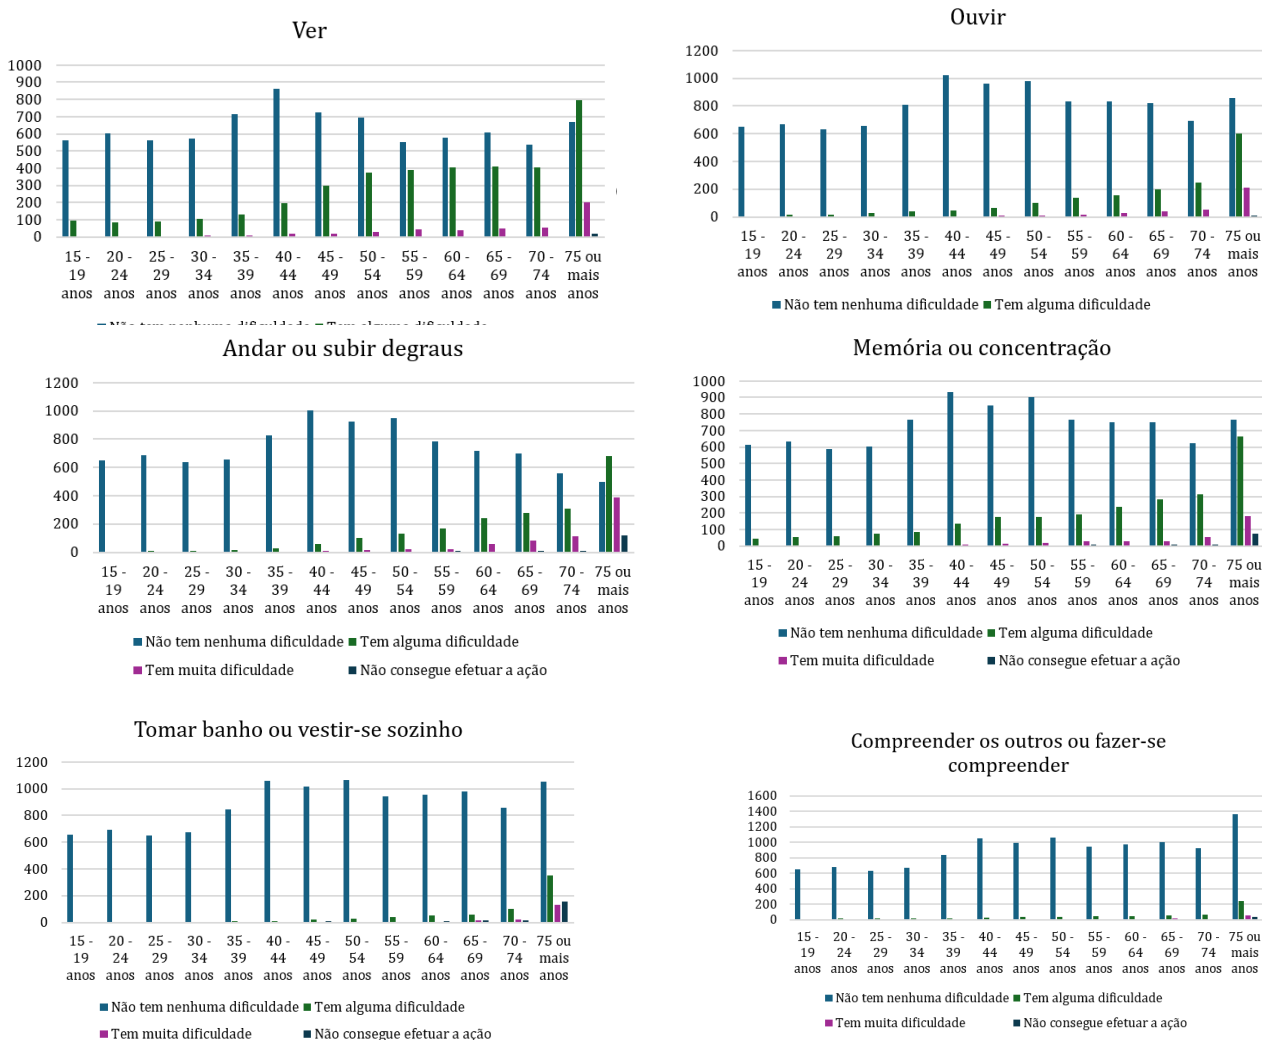 Ver
1000
900
800
700
600
500
400
300
200
100
0
15 - 20 - 25 - 30 - 35 - 40 - 45 - 50 - 55 - 60 - 65 - 70 - 75 ou
19 24 29 34 39 44 49 54 59 64 69 74 mais
anos anos anos anos anos anos anos anos anos anos anos anos anos
Não tem nenhuma dificuldade Tem alguma dificuldade
Ouvir
1200
1000
800
600
400
200
0
15 - 20 - 25 - 30 - 35 - 40 - 45 - 50 - 55 - 60 - 65 - 70 - 75 ou
19 24 29 34 39 44 49 54 59 64 69 74 mais
anos anos anos anos anos anos anos anos anos anos anos anos anos
Não tem nenhuma dificuldade Tem alguma dificuldade
Andar ou subir degraus
1200
1000
800
600
400
200
0
15 - 20 - 25 - 30 - 35 - 40 - 45 - 50 - 55 - 60 - 65 - 70 - 75 ou
19 24 29 34 39 44 49 54 59 64 69 74 mais
anos anos anos anos anos anos anos anos anos anos anos anos anos
Não tem nenhuma dificuldade Tem alguma dificuldade
Tem muita dificuldade Não consegue efetuar a ação
Memória ou concentração
1000
900
800
700
600
500
400
300
200
100
0
15 - 20 - 25 - 30 - 35 - 40 - 45 - 50 - 55 - 60 - 65 - 70 - 75 ou
19 24 29 34 39 44 49 54 59 64 69 74 mais
anos anos anos anos anos anos anos anos anos anos anos anos anos
Não tem nenhuma dificuldade Tem alguma dificuldade
Tem muita dificuldade Não consegue efetuar a ação
Tomar banho ou vestir-se sozinho
1200
1000
800
600
400
200
0
15 - 20 - 25 - 30 - 35 - 40 - 45 - 50 - 55 - 60 - 65 - 70 - 75 ou
19 24 29 34 39 44 49 54 59 64 69 74 mais
anos anos anos anos anos anos anos anos anos anos anos anos anos
Não tem nenhuma dificuldade Tem alguma dificuldade
Tem muita dificuldade Não consegue efetuar a ação
Compreender os outros ou fazer-se
compreender
1600
1400
1200
1000
800
600
400
200
0
15 - 20 - 25 - 30 - 35 - 40 - 45 - 50 - 55 - 60 - 65 - 70 - 75 ou
19 24 29 34 39 44 49 54 59 64 69 74 mais
anos anos anos anos anos anos anos anos anos anos anos anos anos
Não tem nenhuma dificuldade Tem alguma dificuldade
Tem muita dificuldade Não consegue efetuar a ação